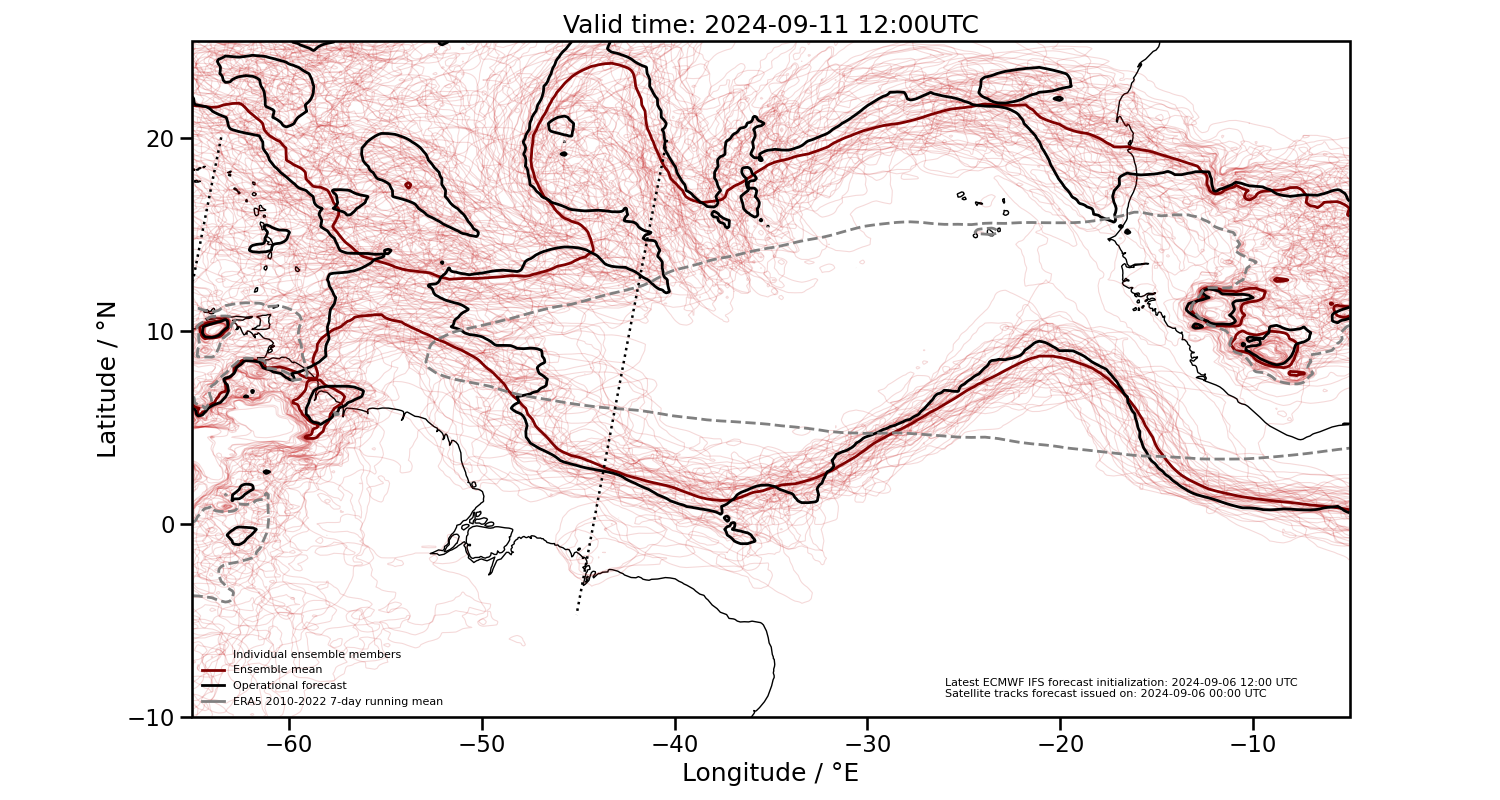 Valid time: 2024-09-11 12:00UTC
20
10
0
−10
Latitude / °N
−60
−50
−40
−30
−20
−10
Longitude / °E
Individual ensemble members
Ensemble mean
Operational forecast
ERA5 2010-2022 7-day running mean
Latest ECMWF IFS forecast initialization: 2024-09-06 12:00 UTC
Satellite tracks forecast issued on: 2024-09-06 00:00 UTC